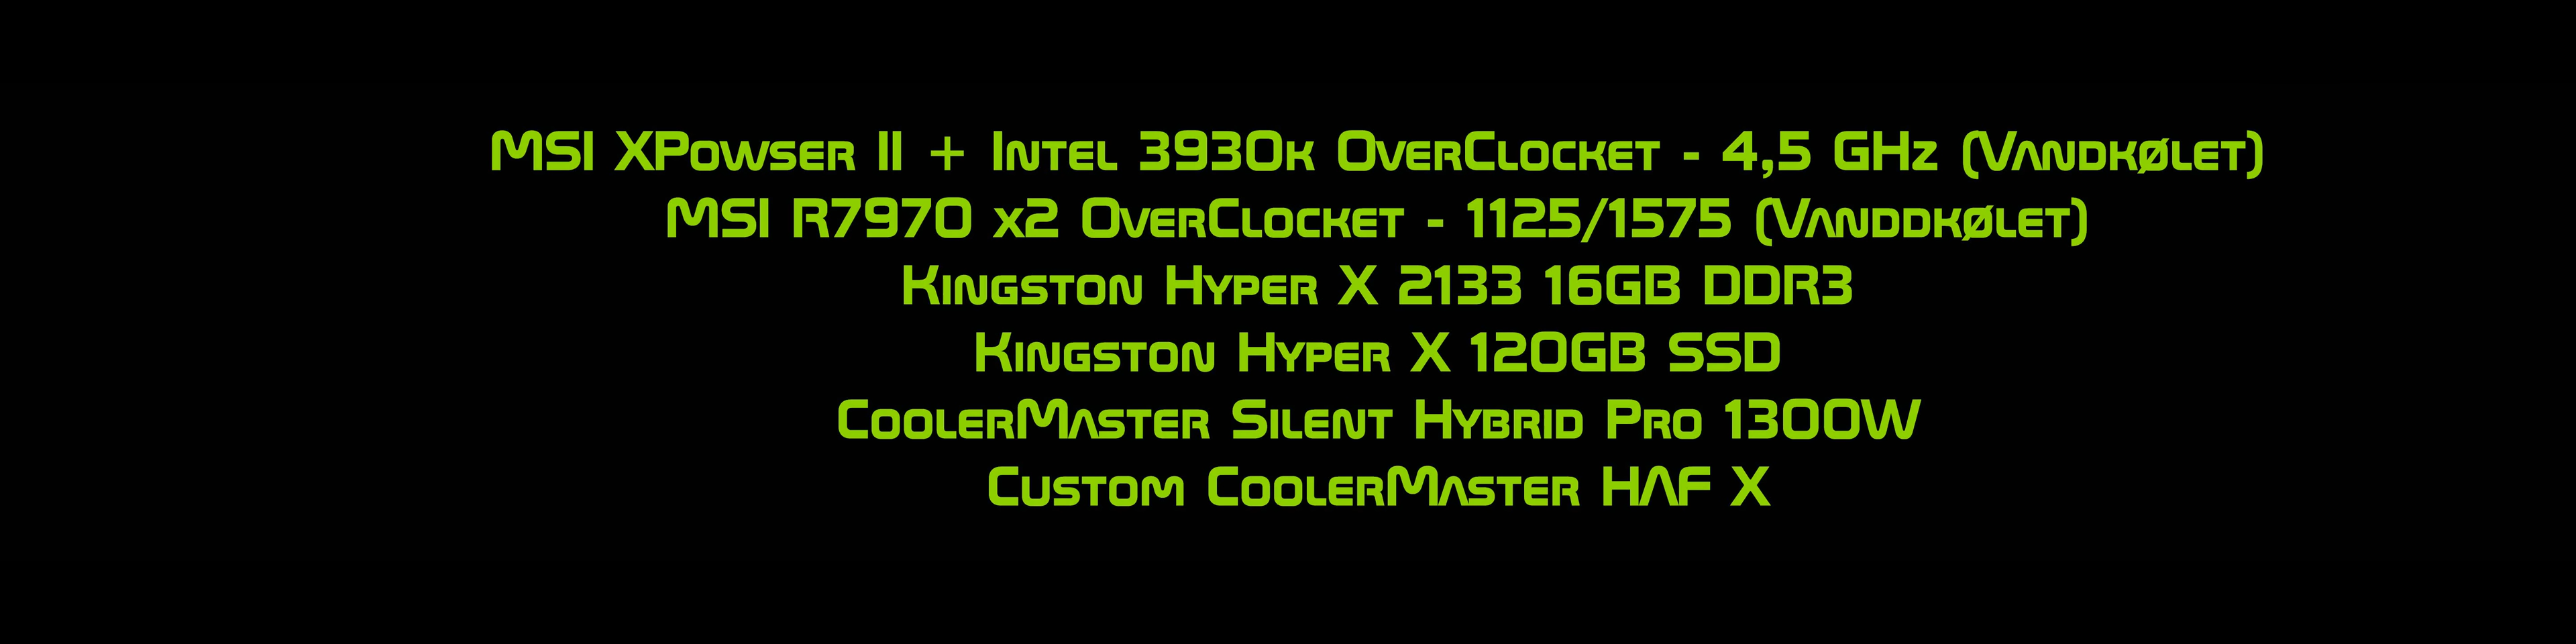 MSI XPowser II + Intel 3930k OverClocket - 4,5 GHz (Vandkølet)
MSI R7970 x2 OverClocket - 1125/1575 (Vanddkølet)
Kingston Hyper X 2133 16GB DDR3
Kingston Hyper X 120GB SSD
CoolerMaster Silent Hybrid Pro 1300W
Custom CoolerMaster HAF X